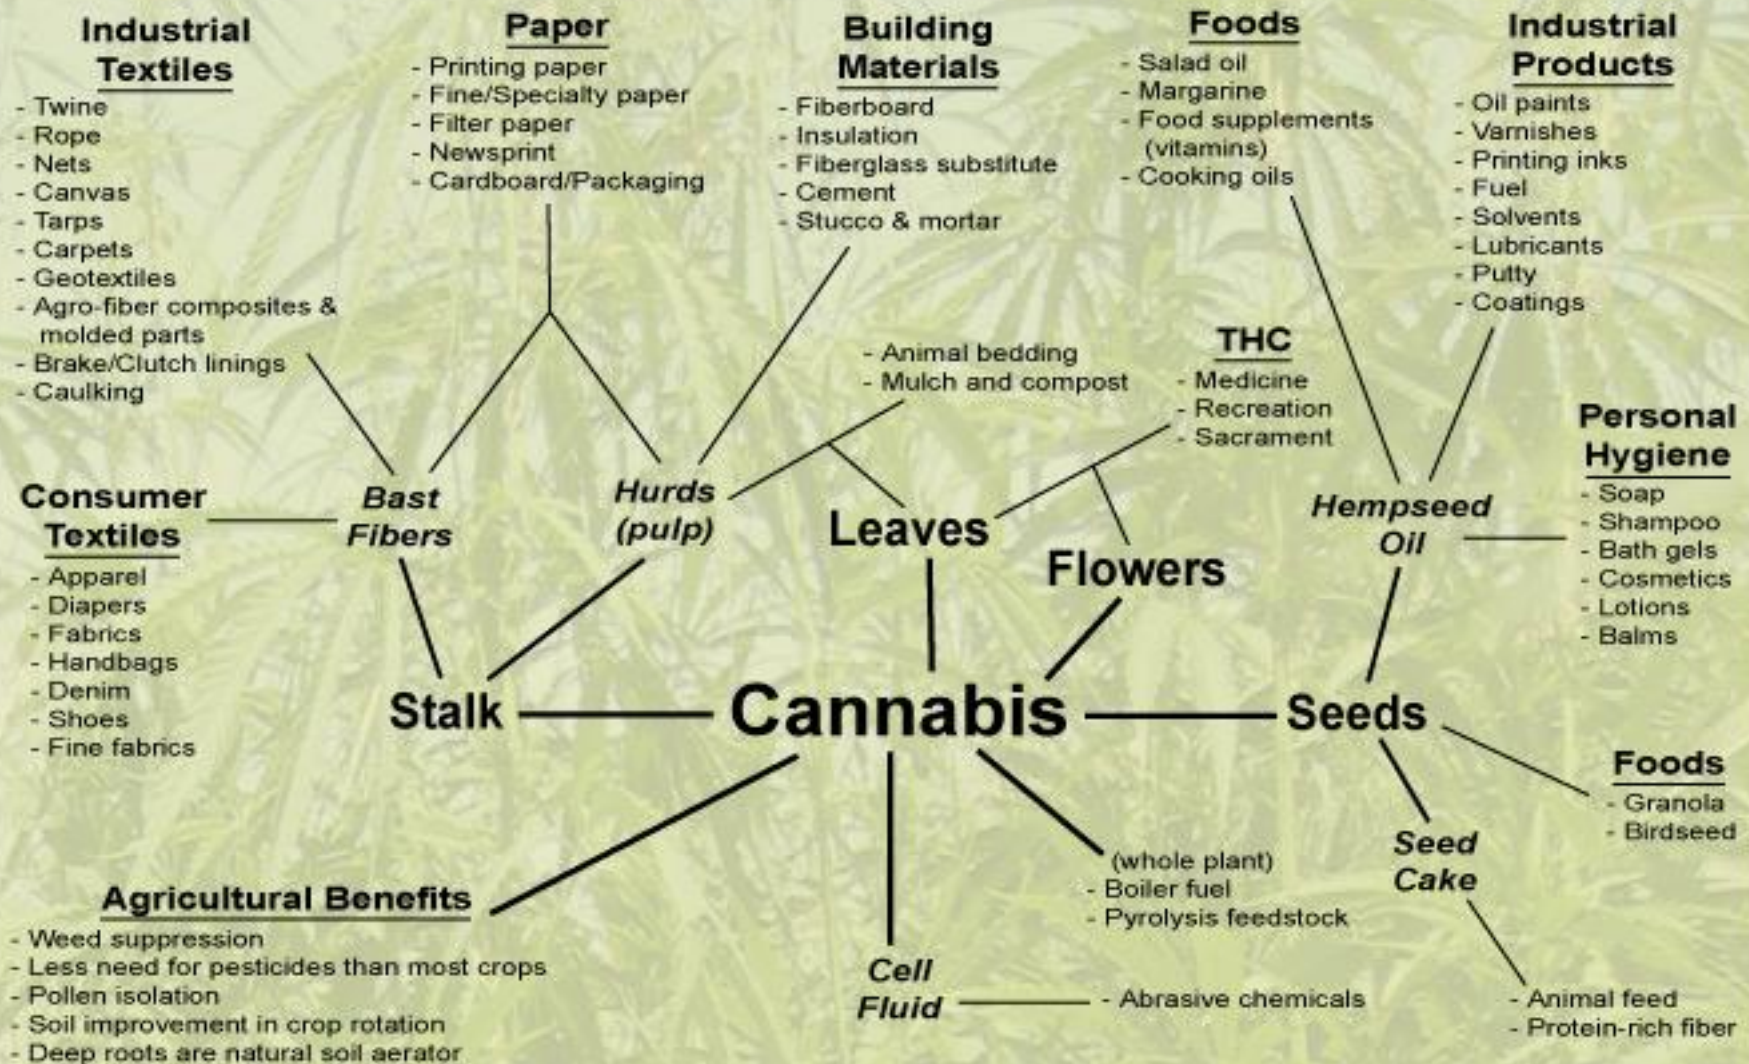 Industrial
Textiles
- Twine
- Rope
- Nets
- Canvas
- Tarps
- Carpets
- Geotextiles
- Agro-fiber composites &
molded parts
- Brake/Clutch linings
- Caulking
Paper
- Printing paper
- Fine/Specialty paper
- Filter paper
- Newsprint
- Cardboard/Packaging
Building
Materials
- Fiberboard
- Insulation
- Fiberglass substitute
- Cement
- Stucco & mortar
Foods
- Salad oil
- Margarine
- Food supplements
(vitamins)
- Cooking oils
Industrial
Products
- Oil paints
- Varnishes
- Printing inks
- Fuel
- Solvents
- Lubricants
- Putty
- Coatings
- Animal bedding
- Mulch and compost
THC
- Medicine
- Recreation
- Sacrament
Personal
Hygiene
- Soap
- Shampoo
- Bath gels
- Cosmetics
- Lotions
- Balms
Consumer
Textiles
- Apparel
- Diapers
- Fabrics
- Handbags
- Denim
- Shoes
- Fine fabrics
Bast
Fibers
Hurds
(pulp)
Leaves
Flowers
Hempseed
Oil
Stalk
Cannabis
Seeds
Foods
- Granola
- Birdseed
Seed
Cake
(whole plant)
- Boiler fuel
- Pyrolysis feedstock
Agricultural Benefits
- Weed suppression
- Less need for pesticides than most crops
- Pollen isolation
- Soil improvement in crop rotation
- Deep roots are natural soil aerator
Cell
Fluid
- Abrasive chemicals
- Animal feed
- Protein-rich fiber